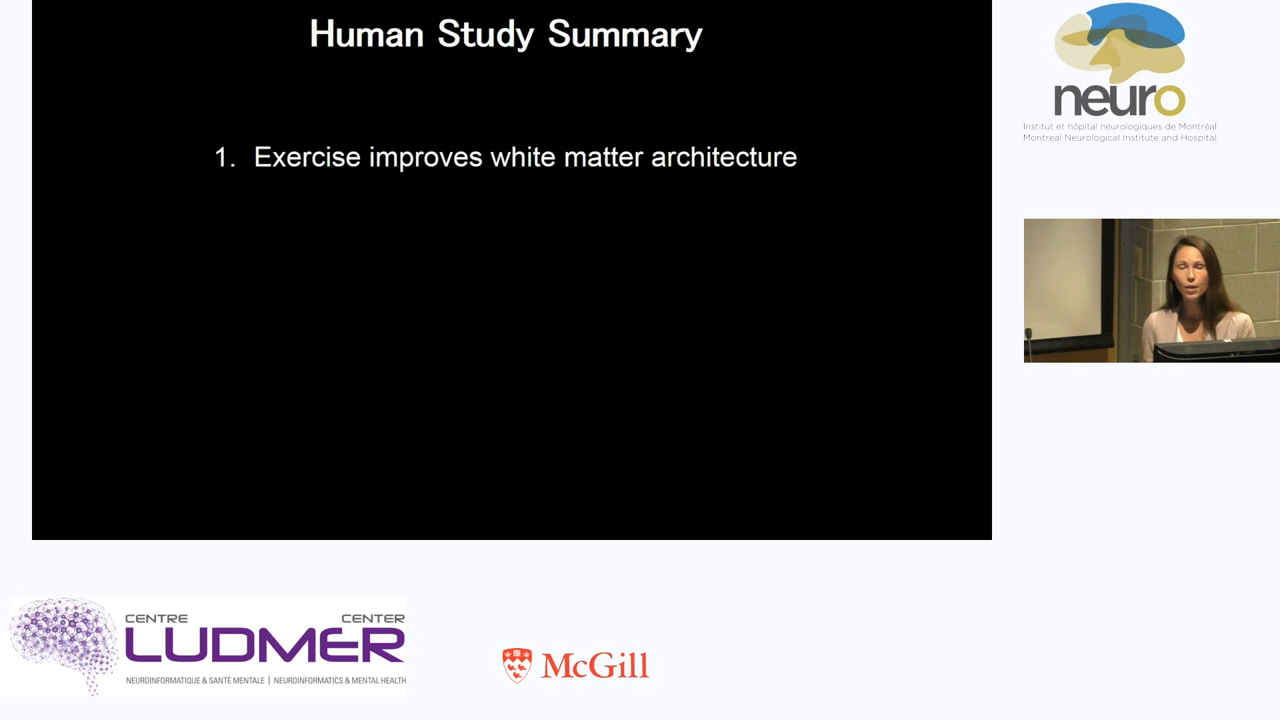 Human Study Summary
1. Exercise improves white matter architecture
neuro
Institut et hôpital neurologiques de Montréal
Montreal Neurological Institute and Hospital
CENTRE CENTER
LUDMER
NEUROINFORMATIQUE & SANTÉ MENTALE | NEUROINFORMATICS & MENTAL HEALTH
McGill